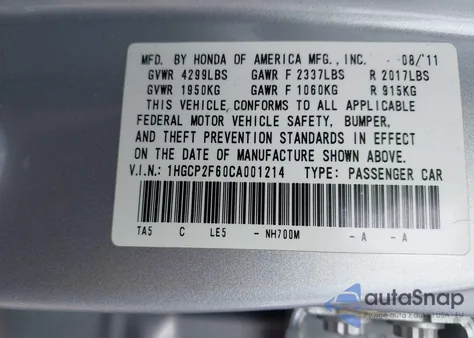 MFD. BY HONDA OF AMERICA MFG., INC. 08/'11
GVWR 4299LBS GAWR F 2337LBS R 2017LBS
GVWR 1950KG GAWR F 1060KG R 915KG
THIS VEHICLE, CONFORMS TO ALL APPLICABLE
FEDERAL MOTOR VEHICLE SAFETY, BUMPER,
AND THEFT PREVENTION STANDARDS IN EFFECT
ON THE DATE OF MANUFACTURE SHOWN ABOVE.
V.I.N.: 1HGCP2F60CA001214 TYPE: PASSENGER CAR
TA5 C LE5 - NH700M - A - A
autoSnap